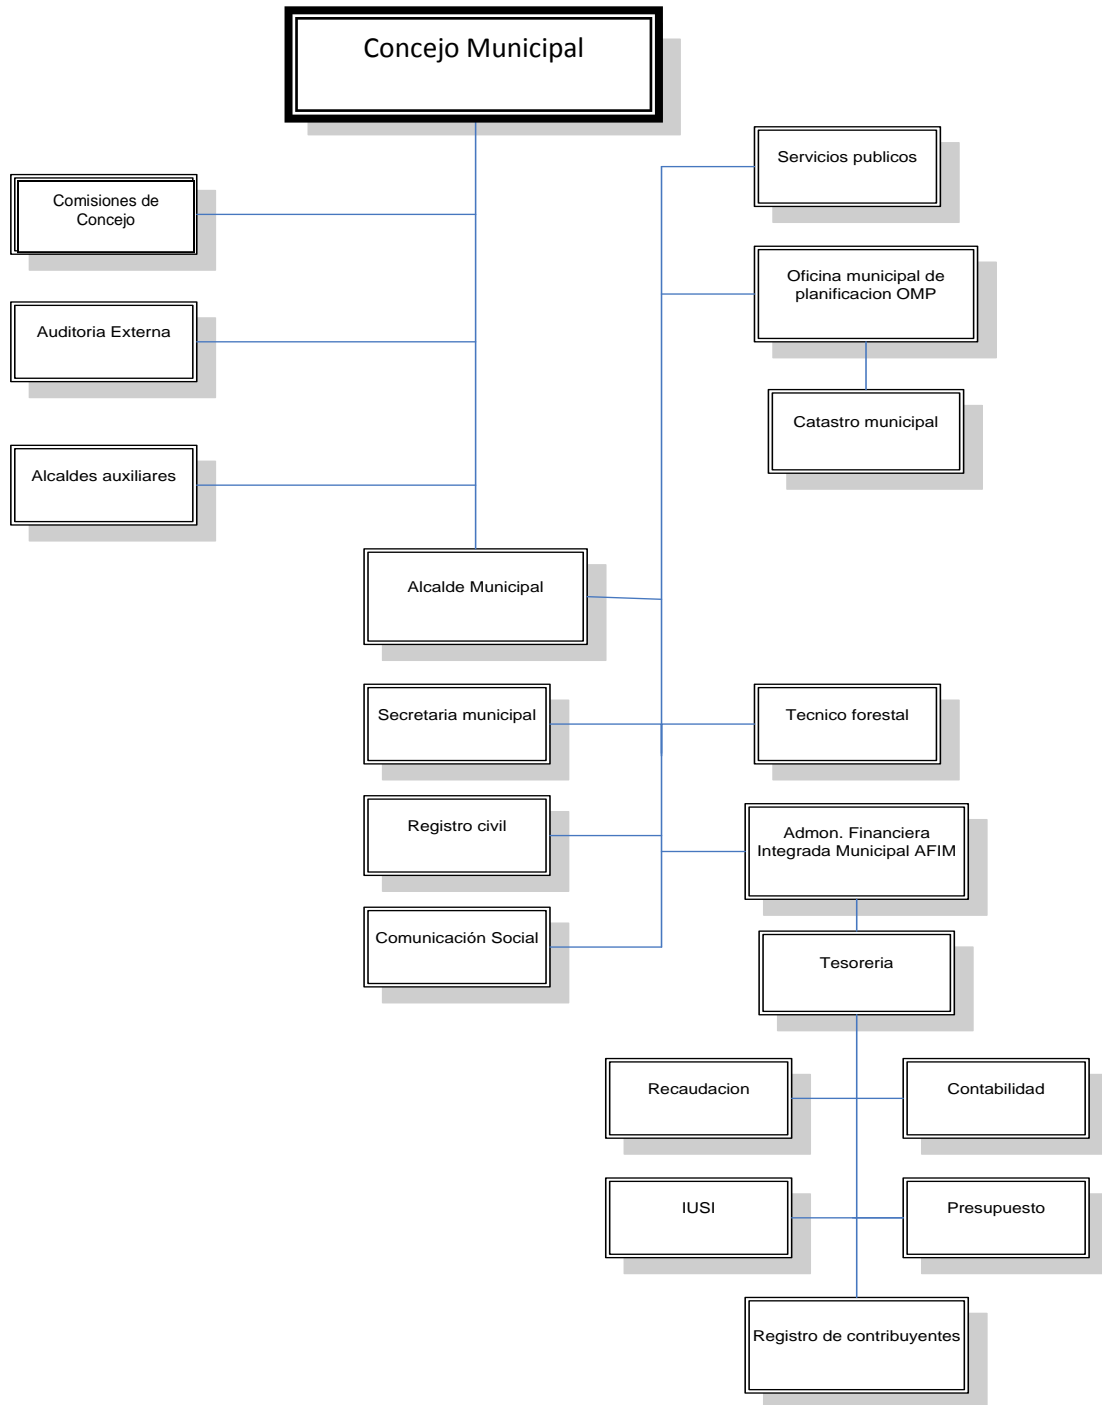 Concejo Municipal
Servicios publicos
Comisiones de
Concejo
Oficina municipal de
planificacion OMP
Auditoria Externa
Catastro municipal
Alcaldes auxiliares
Alcalde Municipal
Secretaria municipal
Tecnico forestal
Registro civil
Admon. Financiera
Integrada Municipal AFIM
Comunicación Social
Tesoreria
Recaudacion
Contabilidad
IUSI
Presupuesto
Registro de contribuyentes